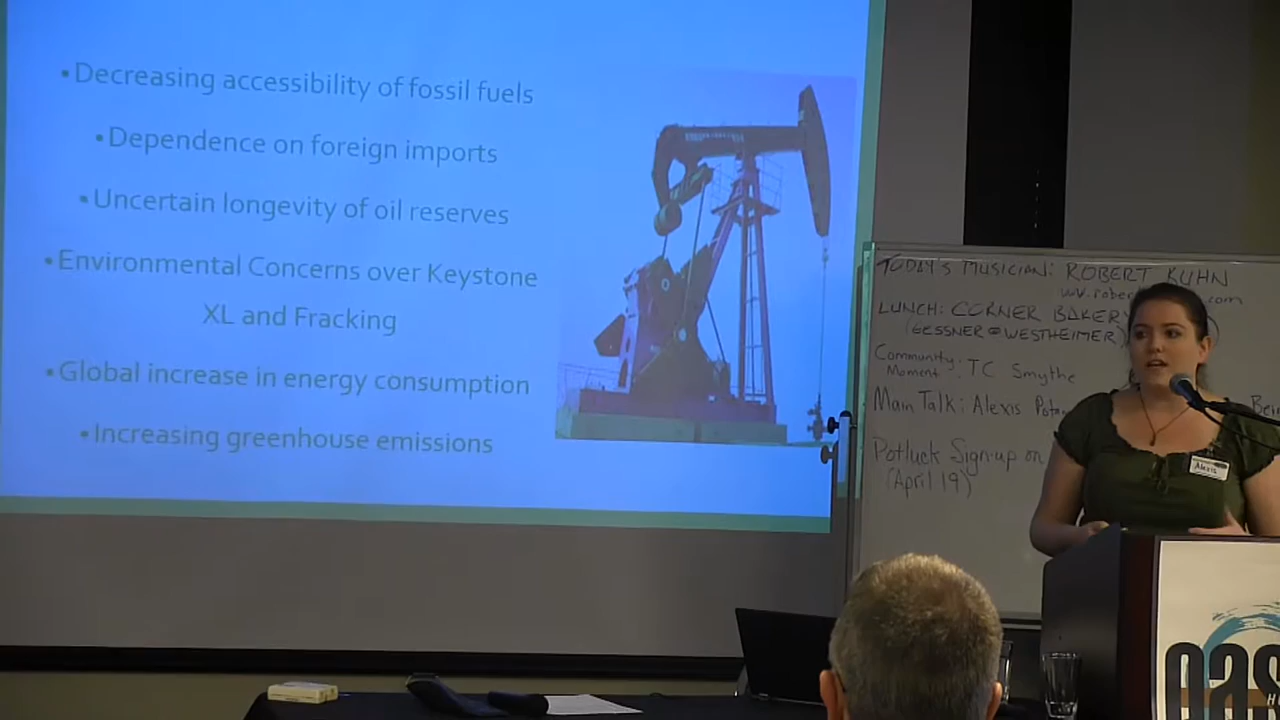 •Decreasing accessibility of fossil fuels
•Dependence on foreign imports
•Uncertain longevity of oil reserves
•Environmental Concerns over Keystone
XL and Fracking
•Global increase in energy consumption
•Increasing greenhouse emissions
TODAY'S MUSICIAN: ROBERT KUHN
com
LUNCH: CORNER BAKERY
(GESSNER @ WESTHEIMER)
Community
Moment: TC Smythe
Main Talk: Alexis
Potluck Sign-up on
(April 19)
Alexis
oas